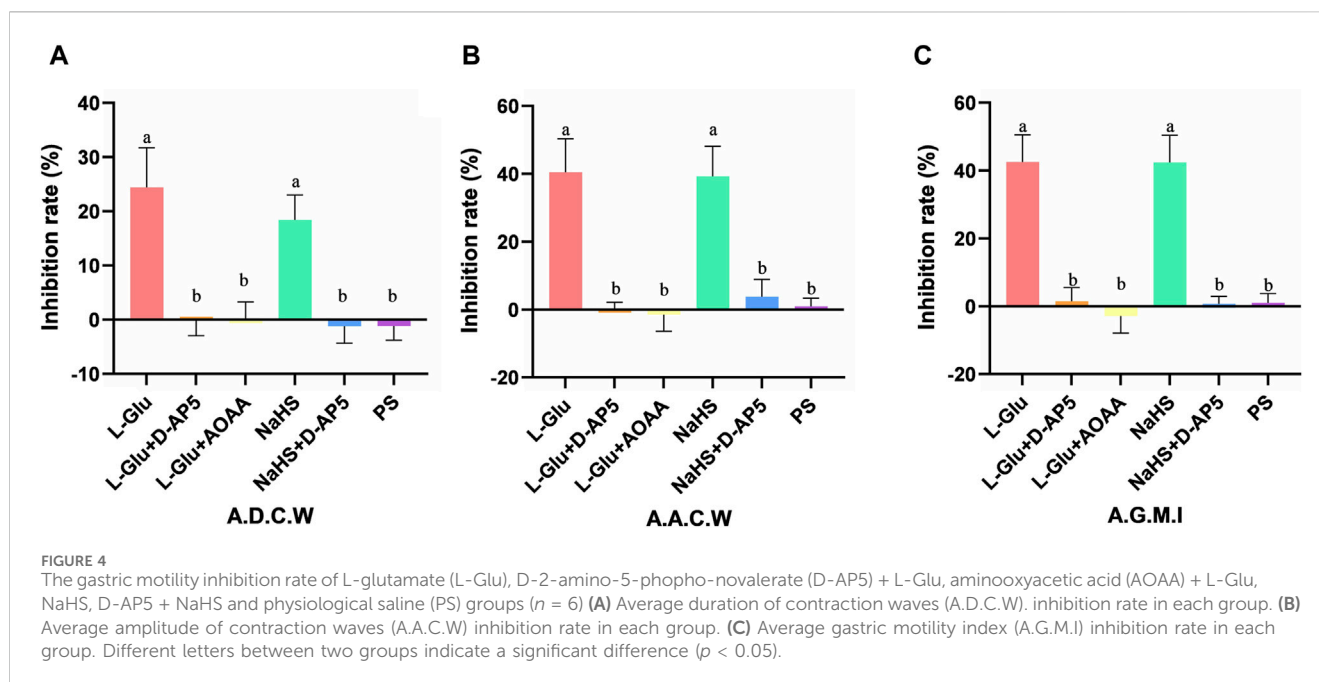 A
B
C
Inhibition rate (%)
40
30
20
10
0
-10
a
b
b
a
b
b
L-Glu
L-Glu+D-AP5
L-Glu+AOAA
NaHS
NaHS+D-AP5
PS
A.D.C.W
Inhibition rate (%)
60
40
20
0
-20
a
b
b
a
b
b
L-Glu
L-Glu+D-AP5
L-Glu+AOAA
NaHS
NaHS+D-AP5
PS
A.A.C.W
Inhibition rate (%)
60
40
20
0
-20
a
b
b
a
b
b
L-Glu
L-Glu+D-AP5
L-Glu+AOAA
NaHS
NaHS+D-AP5
PS
A.G.M.I
FIGURE 4
The gastric motility inhibition rate of L-glutamate (L-Glu), D-2-amino-5-phopho-novalerate (D-AP5) + L-Glu, aminooxyacetic acid (AOAA) + L-Glu,
NaHS, D-AP5 + NaHS and physiological saline (PS) groups (n = 6) (A) Average duration of contraction waves (A.D.C.W). inhibition rate in each group. (B)
Average amplitude of contraction waves (A.A.C.W) inhibition rate in each group. (C) Average gastric motility index (A.G.M.I) inhibition rate in each
group. Different letters between two groups indicate a significant difference (p < 0.05).